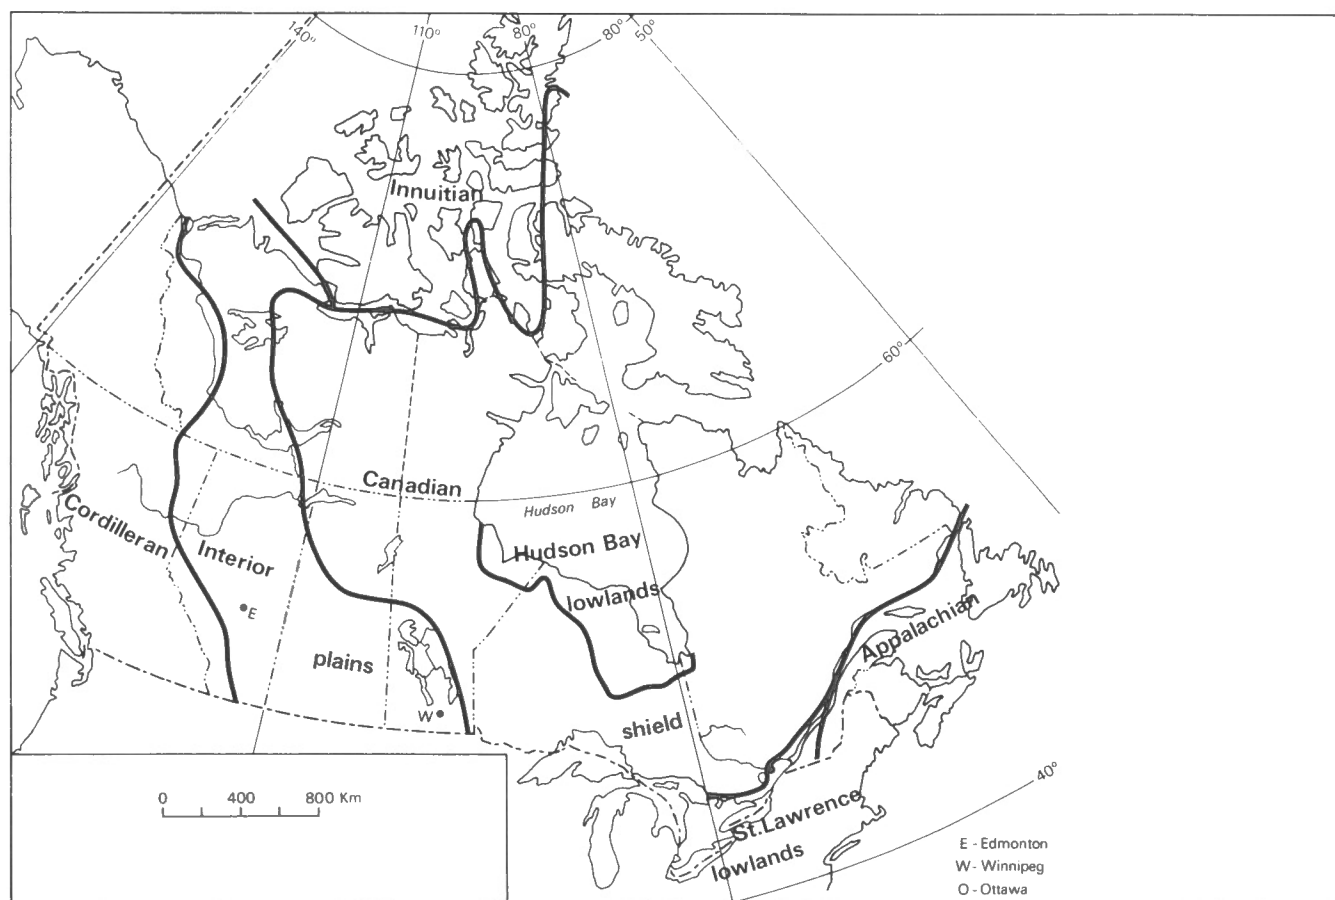 140°
110°
80°
80°
50°
Innuitian
60°
Canadian
Hudson Bay
Cordilleran
Interior
Hudson Bay
lowlands
E
Appalachian
plains
W
shield
40°
0 400 800 Km
St. Lawrence
lowlands
E - Edmonton
W - Winnipeg
O - Ottawa